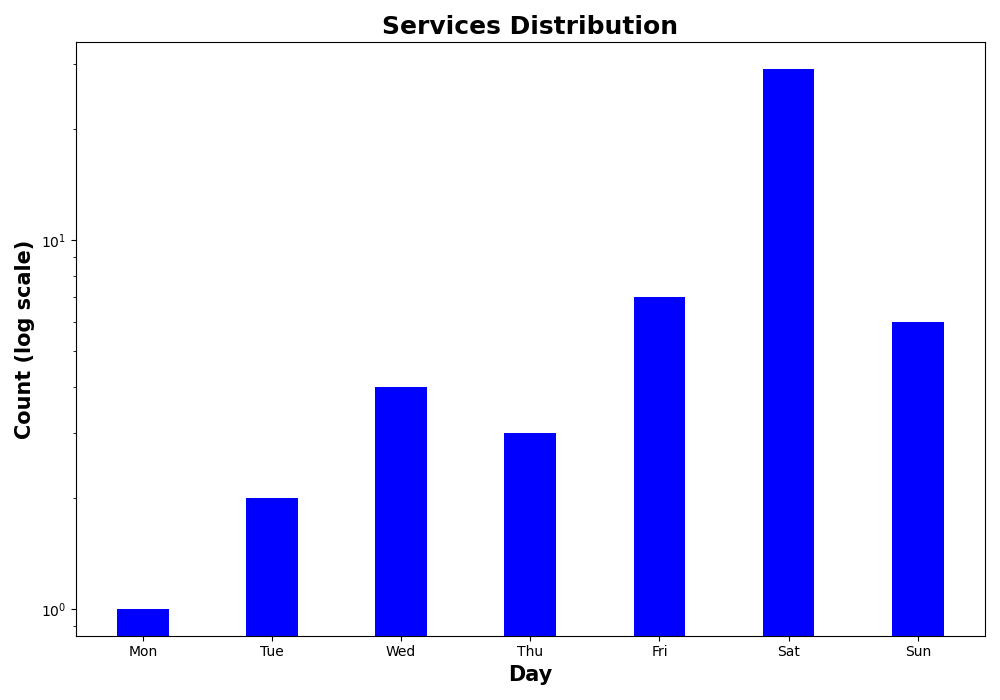 Services Distribution
Count (log scale)
10¹
10⁰
Mon Tue Wed Thu Fri Sat Sun
Day